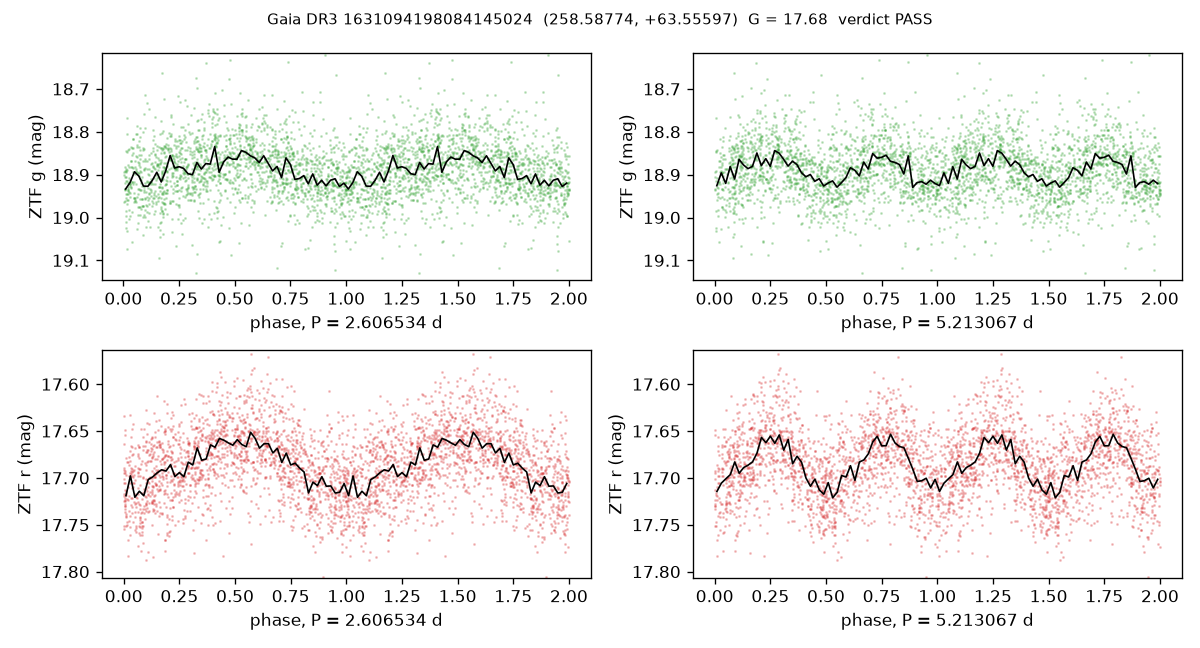 Gaia DR3 1631094198084145024 (258.58774, +63.55597) G = 17.68 verdict PASS
ZTF g (mag)
18.7
18.8
18.9
19.0
19.1
0.00 0.25 0.50 0.75 1.00 1.25 1.50 1.75 2.00
phase, P = 2.606534 d
ZTF g (mag)
18.7
18.8
18.9
19.0
19.1
0.00 0.25 0.50 0.75 1.00 1.25 1.50 1.75 2.00
phase, P = 5.213067 d
ZTF r (mag)
17.60
17.65
17.70
17.75
17.80
0.00 0.25 0.50 0.75 1.00 1.25 1.50 1.75 2.00
phase, P = 2.606534 d
ZTF r (mag)
17.60
17.65
17.70
17.75
17.80
0.00 0.25 0.50 0.75 1.00 1.25 1.50 1.75 2.00
phase, P = 5.213067 d